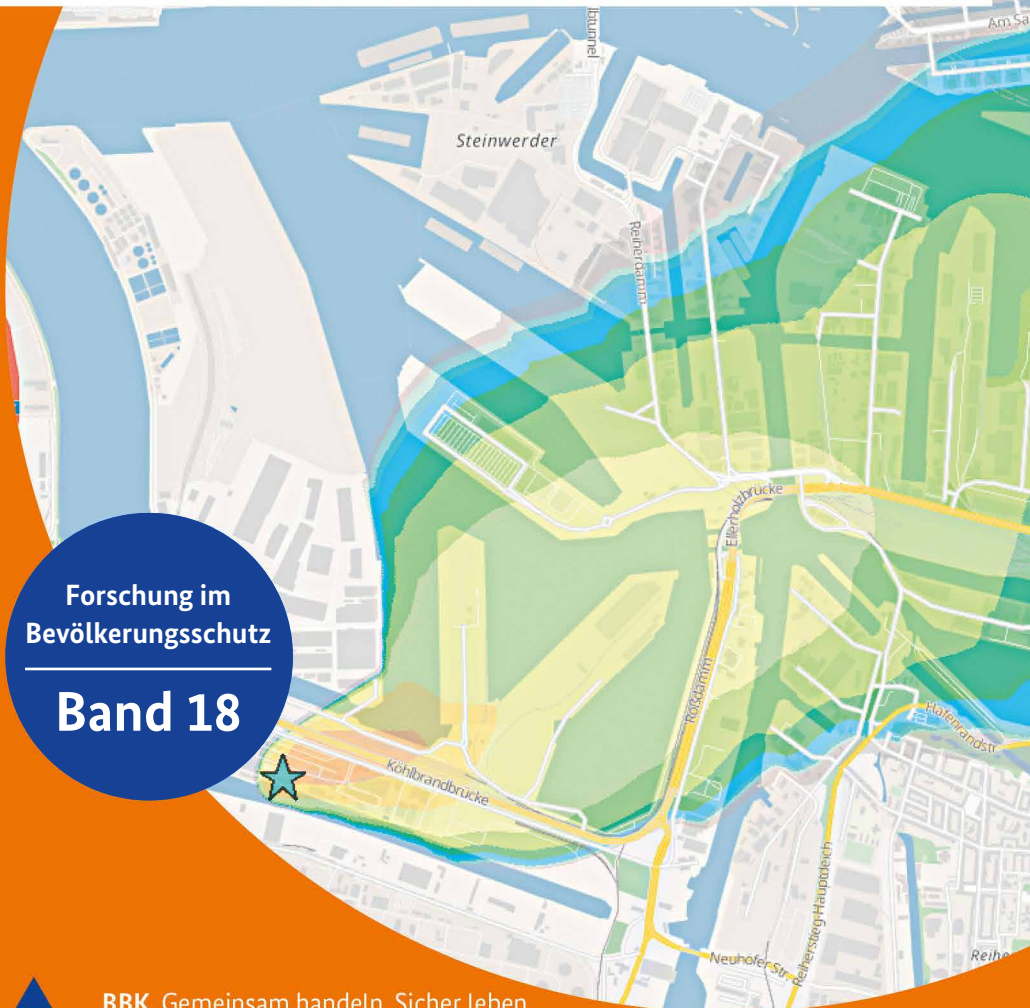 lbtunnel
Am Sa
Steinwerder
Reiherdamm
Ellerholzbrücke
Forschung im
Bevölkerungsschutz
Band 18
Roßdamm
Hafenrandstr
Köhlbrandbrücke
Reiherstieg-Hauptdeich
Neuhöfer Str.
Reihe
BBK. Gemeinsam handeln. Sicher leben.